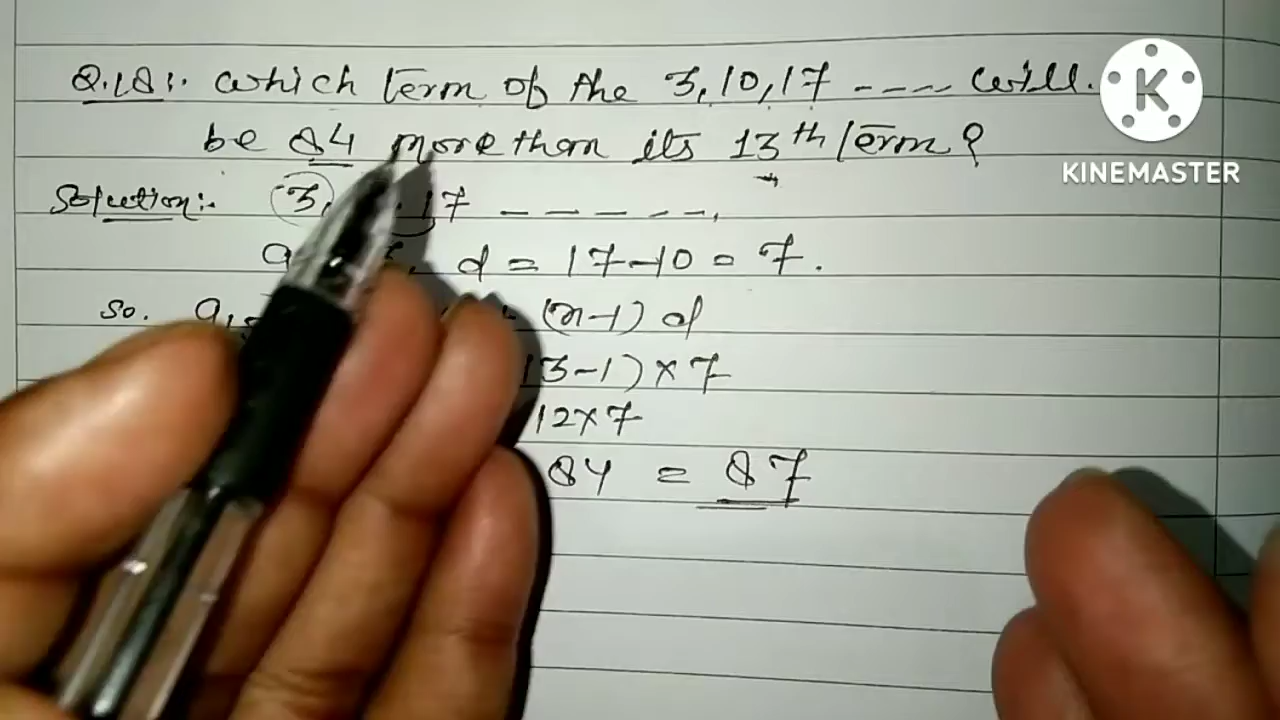 Q.18:. which term of the 3,10,17 ---- will.
be 84 more than its 13th term?
Solution:- 3, 17 -----,
d = 17-10 = 7.
So. (n-1) d
13-1) × 7
12×7
84 = 87
K
KINEMASTER